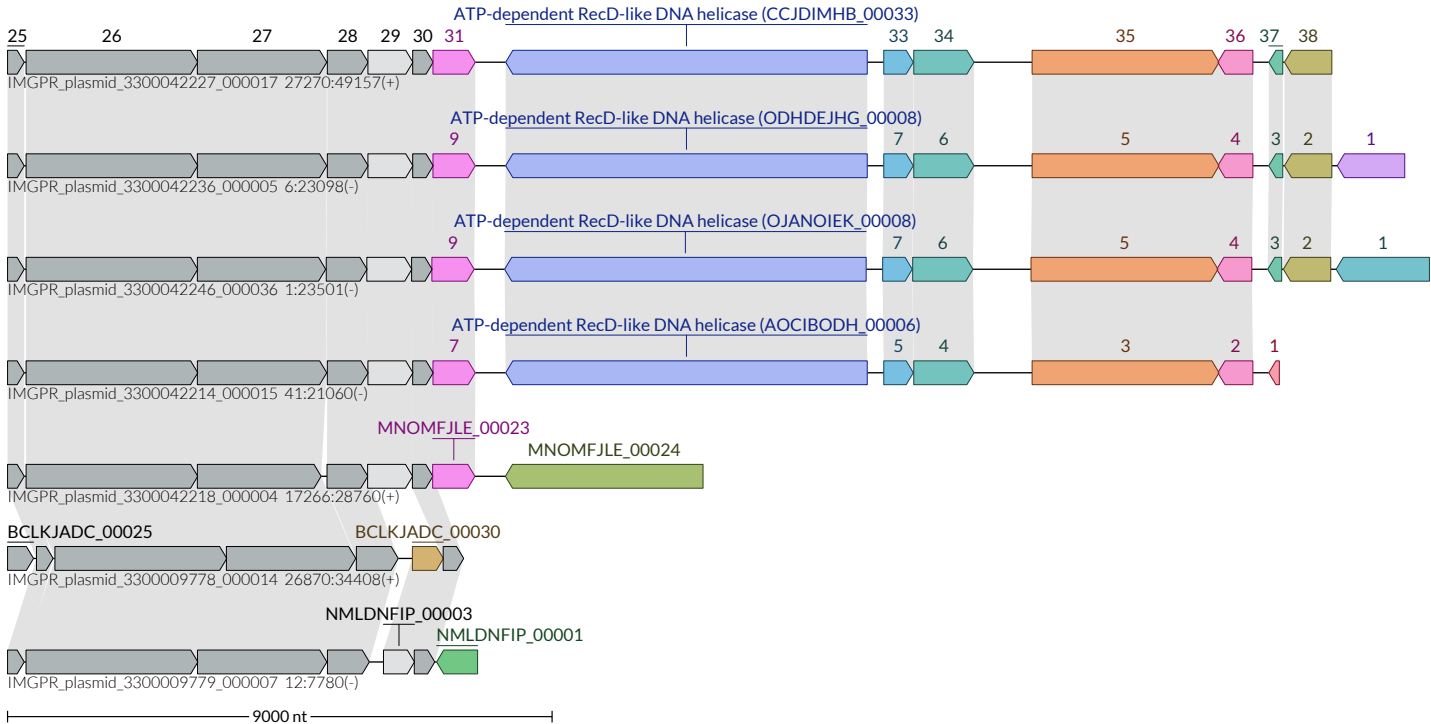 ATP-dependent RecD-like DNA helicase (CCJDIMHB_00033)
25 26 27 28 29 30 31 33 34 35 36 37 38
IMGPR_plasmid_3300042227_000017 27270:49157(+)
ATP-dependent RecD-like DNA helicase (ODHDEJHG_00008)
9 7 6 5 4 3 2 1
IMGPR_plasmid_3300042236_000005 6:23098(-)
ATP-dependent RecD-like DNA helicase (OJANOIEK_00008)
9 7 6 5 4 3 2 1
IMGPR_plasmid_3300042246_000036 1:23501(-)
ATP-dependent RecD-like DNA helicase (AOCIBODH_00006)
7 5 4 3 2 1
IMGPR_plasmid_3300042214_000015 41:21060(-)
MNOMFJLE_00023
MNOMFJLE_00024
IMGPR_plasmid_3300042218_000004 17266:28760(+)
BCLKJADC_00025 BCLKJADC_00030
IMGPR_plasmid_3300009778_000014 26870:34408(+)
NMLDNFIP_00003
NMLDNFIP_00001
IMGPR_plasmid_3300009779_000007 12:7780(-)
9000 nt